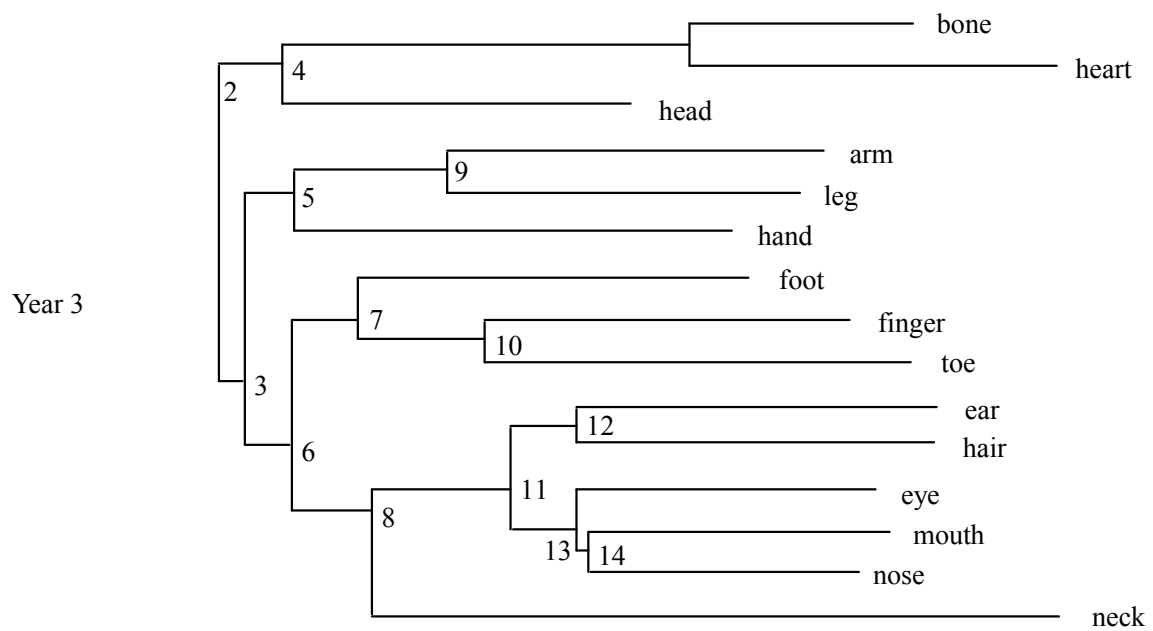 bone
4
heart
2
head
arm
9
leg
5
hand
foot
Year 3
7
finger
10
toe
3
ear
12
hair
6
11
eye
8
mouth
13 14
nose
neck